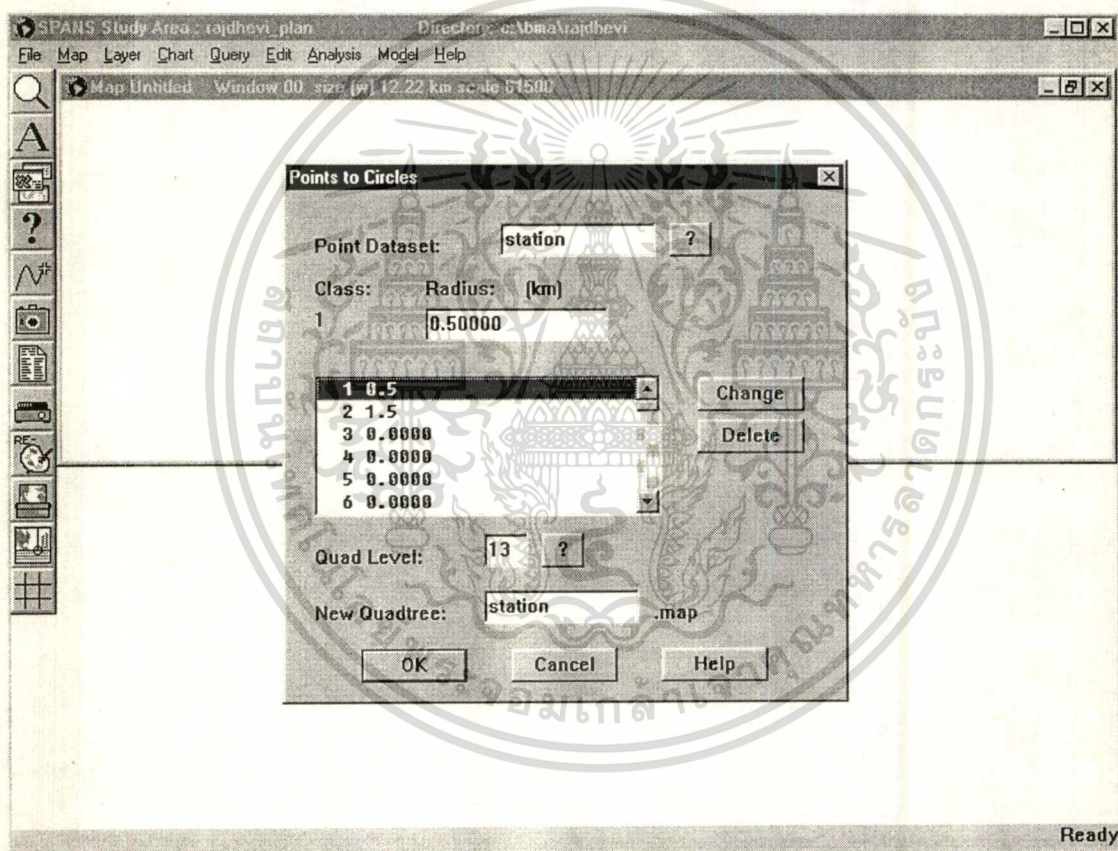 SPANS Study Area : rajdhevi_plan Directory: c:\bma\rajdhevi
File Map Layer Chart Query Edit Analysis Model Help
Map Untitled Window 00 size (w) 12.22 km scale 61500
Points to Circles
Point Dataset: station ?
Class: Radius: (km)
1 0.50000
1 0.5
2 1.5
3 0.0000
4 0.0000
5 0.0000
6 0.0000
Change
Delete
Quad Level: 13 ?
New Quadtree: station .map
OK Cancel Help
Ready